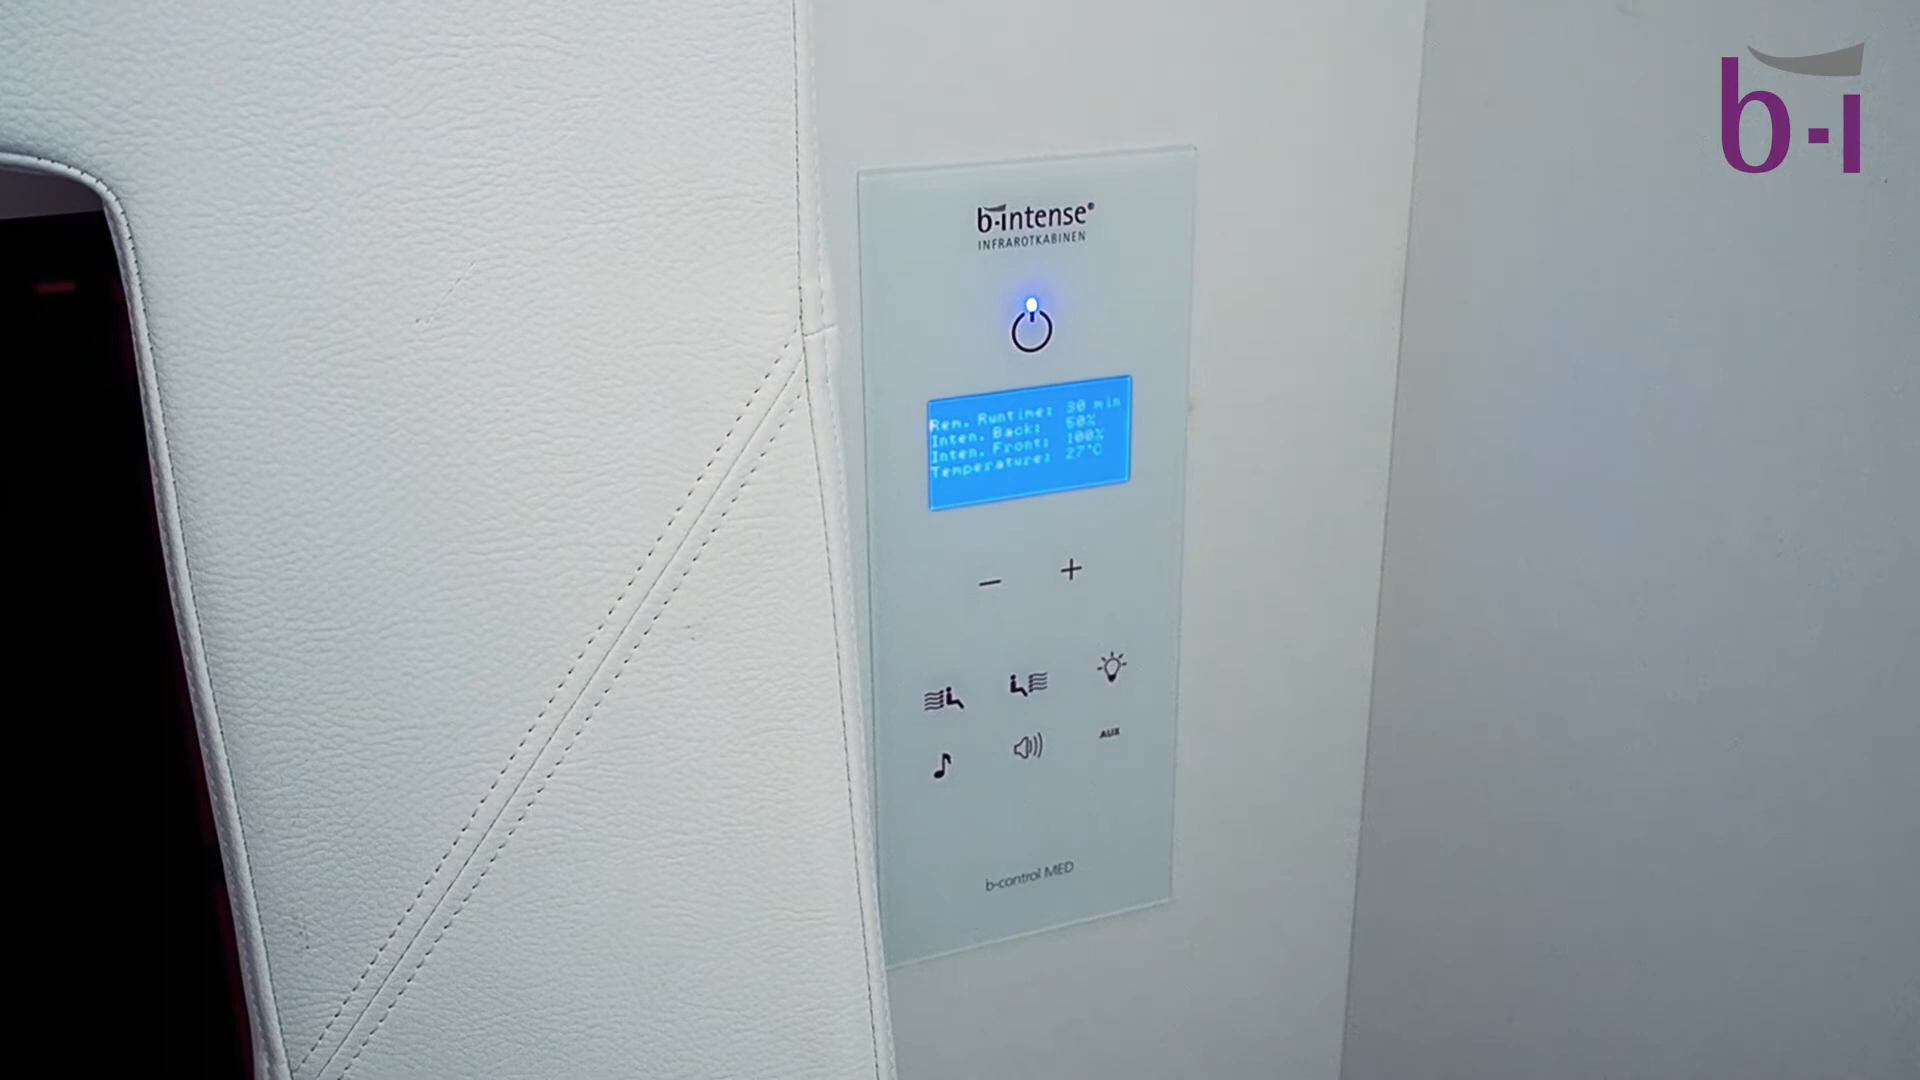 b-i
b-intense®
INFRAROTKABINEN
Rem. Runtime: 30 min
Inten. Back: 50%
Inten. Front: 100%
Temperature: 27°C
− +
AUX
b-control MED